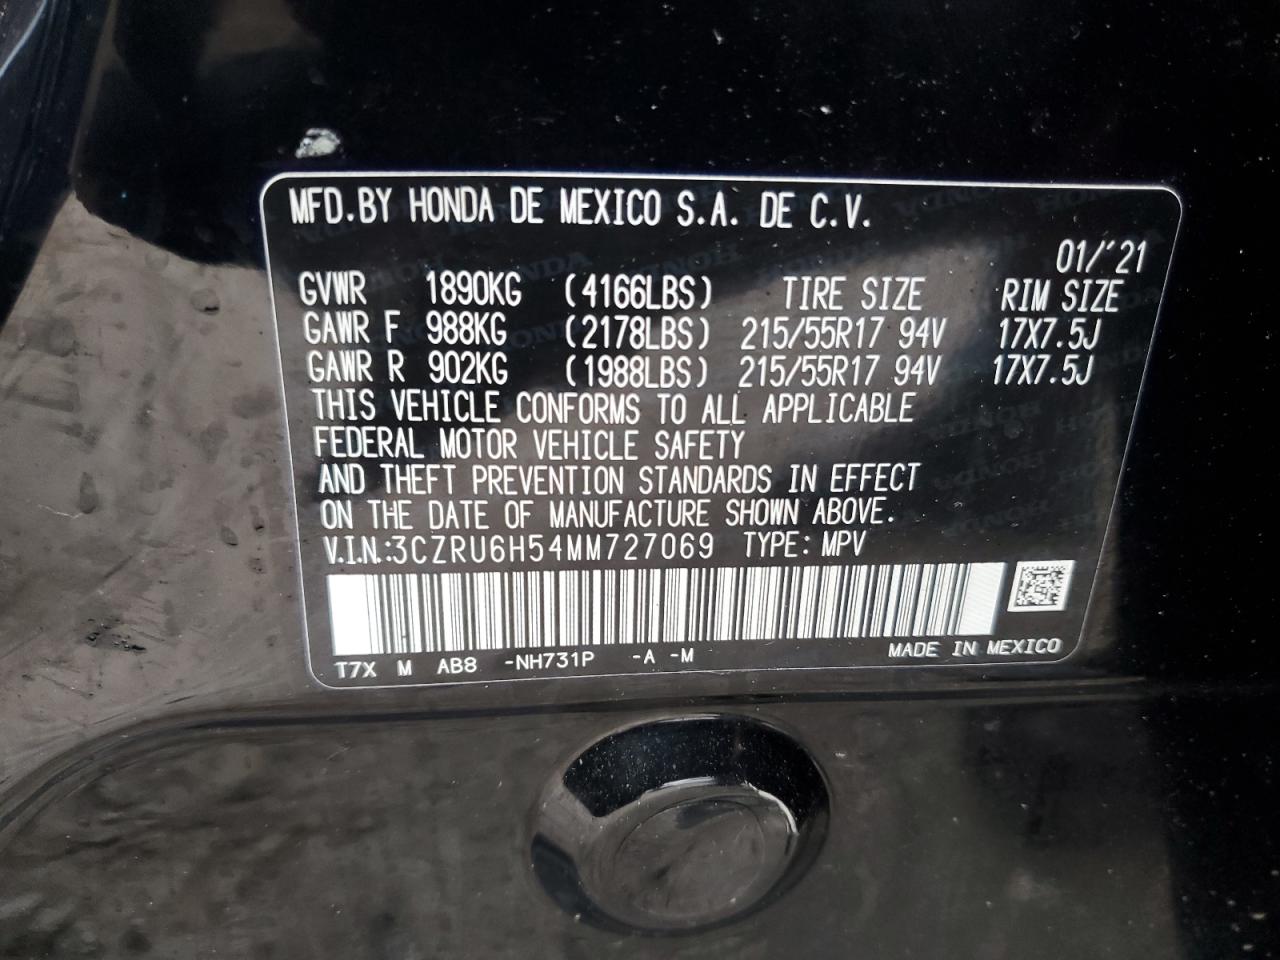 MFD.BY HONDA DE MEXICO S.A. DE C.V.
01/'21
GVWR 1890KG (4166LBS) TIRE SIZE RIM SIZE
GAWR F 988KG (2178LBS) 215/55R17 94V 17X7.5J
GAWR R 902KG (1988LBS) 215/55R17 94V 17X7.5J
THIS VEHICLE CONFORMS TO ALL APPLICABLE
FEDERAL MOTOR VEHICLE SAFETY
AND THEFT PREVENTION STANDARDS IN EFFECT
ON THE DATE OF MANUFACTURE SHOWN ABOVE.
V.I.N.:3CZRU6H54MM727069 TYPE: MPV
T7X M AB8 -NH731P -A -M MADE IN MEXICO